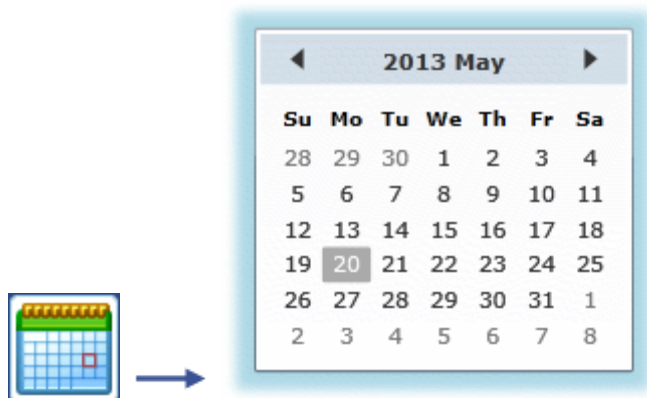 2013 May
Su Mo Tu We Th Fr Sa
28 29 30 1 2 3 4
5 6 7 8 9 10 11
12 13 14 15 16 17 18
19 20 21 22 23 24 25
26 27 28 29 30 31 1
2 3 4 5 6 7 8